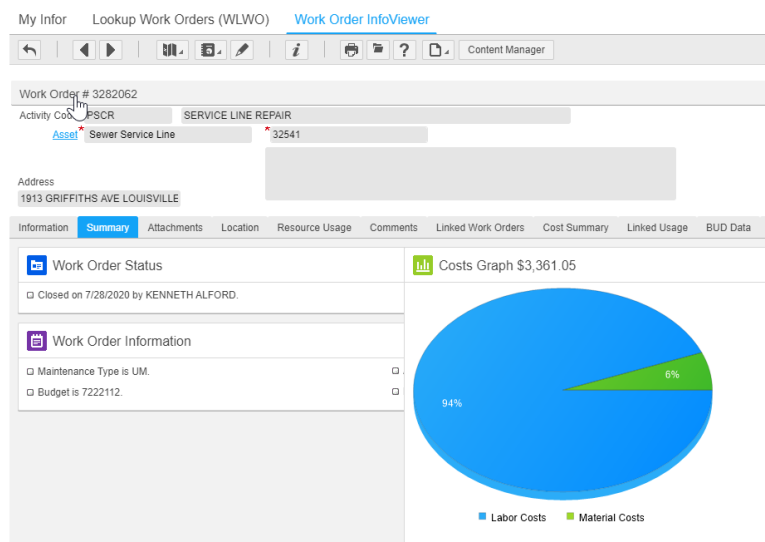 My Infor Lookup Work Orders (WLWO) Work Order InfoViewer
Content Manager
Work Order # 3282062
Activity PSCR SERVICE LINE REPAIR
Asset * Sewer Service Line * 32541
Address
1913 GRIFFITHS AVE LOUISVILLE
Information Summary Attachments Location Resource Usage Comments Linked Work Orders Cost Summary Linked Usage BUD Data
Work Order Status
Closed on 7/28/2020 by KENNETH ALFORD.
Work Order Information
Maintenance Type is UM.
Budget is 7222112.
Costs Graph $3,361.05
6%
94%
Labor Costs Material Costs